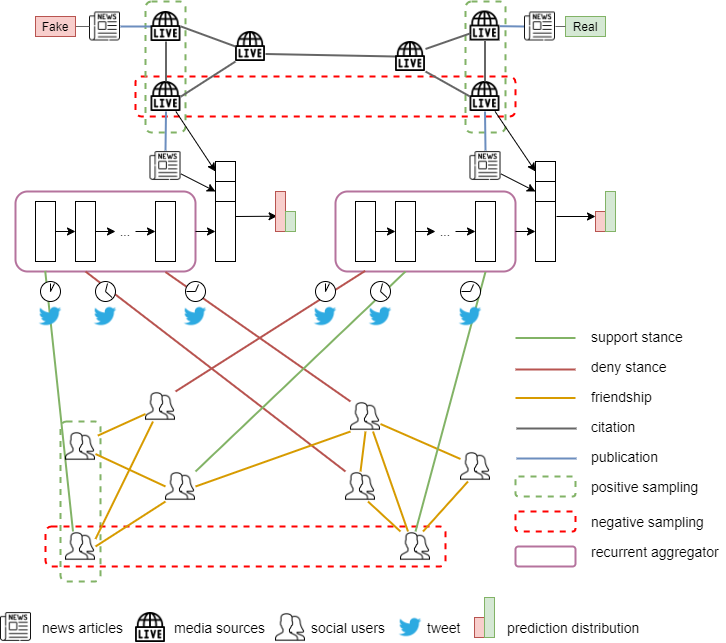 Fake
NEWS
LIVE
LIVE
LIVE
LIVE
NEWS
Real
LIVE
LIVE
NEWS
NEWS
...
...
support stance
deny stance
friendship
citation
publication
positive sampling
negative sampling
recurrent aggregator
NEWS
news articles
LIVE
media sources
social users
tweet
prediction distribution